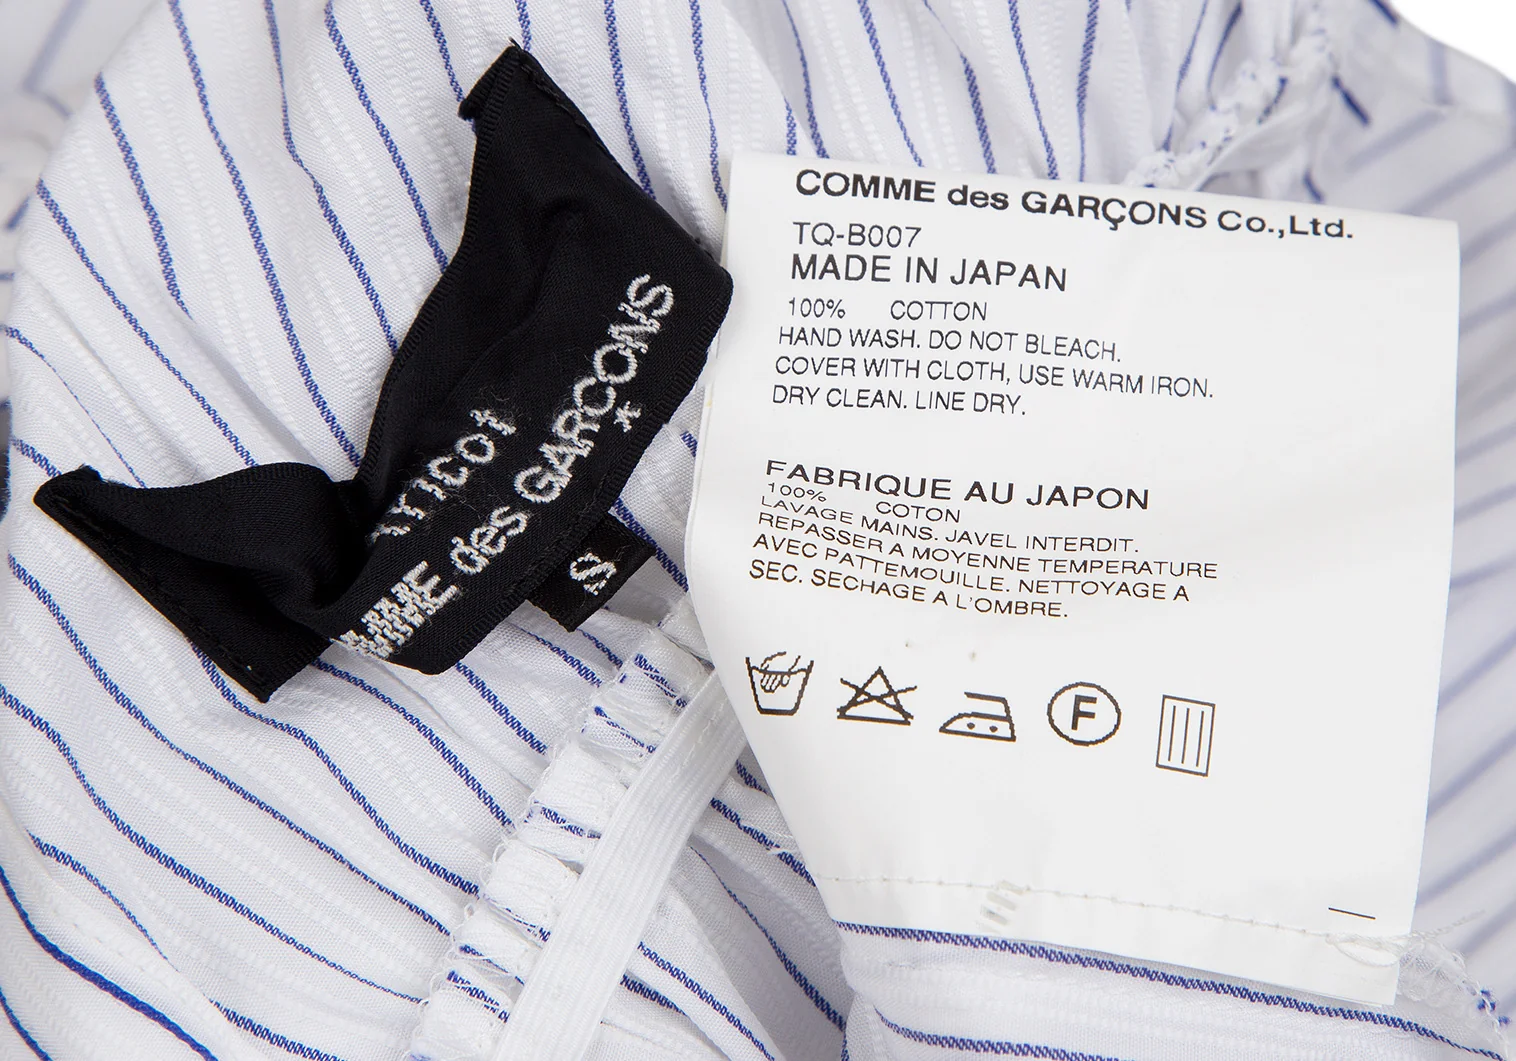 tricot
COMME des GARCONS
*
S
COMME des GARÇONS Co.,Ltd.
TQ-B007
MADE IN JAPAN
100% COTTON
HAND WASH. DO NOT BLEACH.
COVER WITH CLOTH, USE WARM IRON.
DRY CLEAN. LINE DRY.
FABRIQUE AU JAPON
100% COTON
LAVAGE MAINS. JAVEL INTERDIT.
REPASSER A MOYENNE TEMPERATURE
AVEC PATTEMOUILLE. NETTOYAGE A
SEC. SECHAGE A L'OMBRE.
F